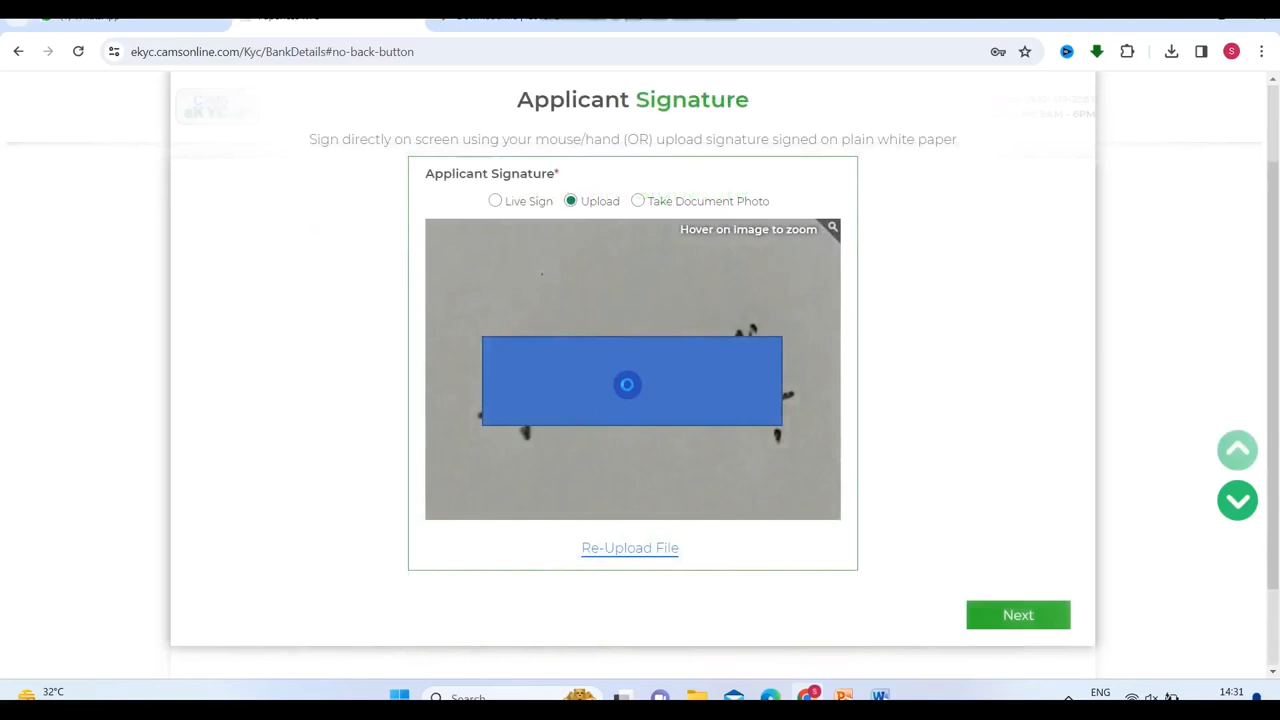 ekyc.camsonline.com/Kyc/BankDetails#no-back-button
S
Applicant Signature
Sign directly on screen using your mouse/hand (OR) upload signature signed on plain white paper
Applicant Signature*
Live Sign Upload Take Document Photo
Hover on image to zoom
Re-Upload File
Next
32°C
Search
S
ENG
14:31